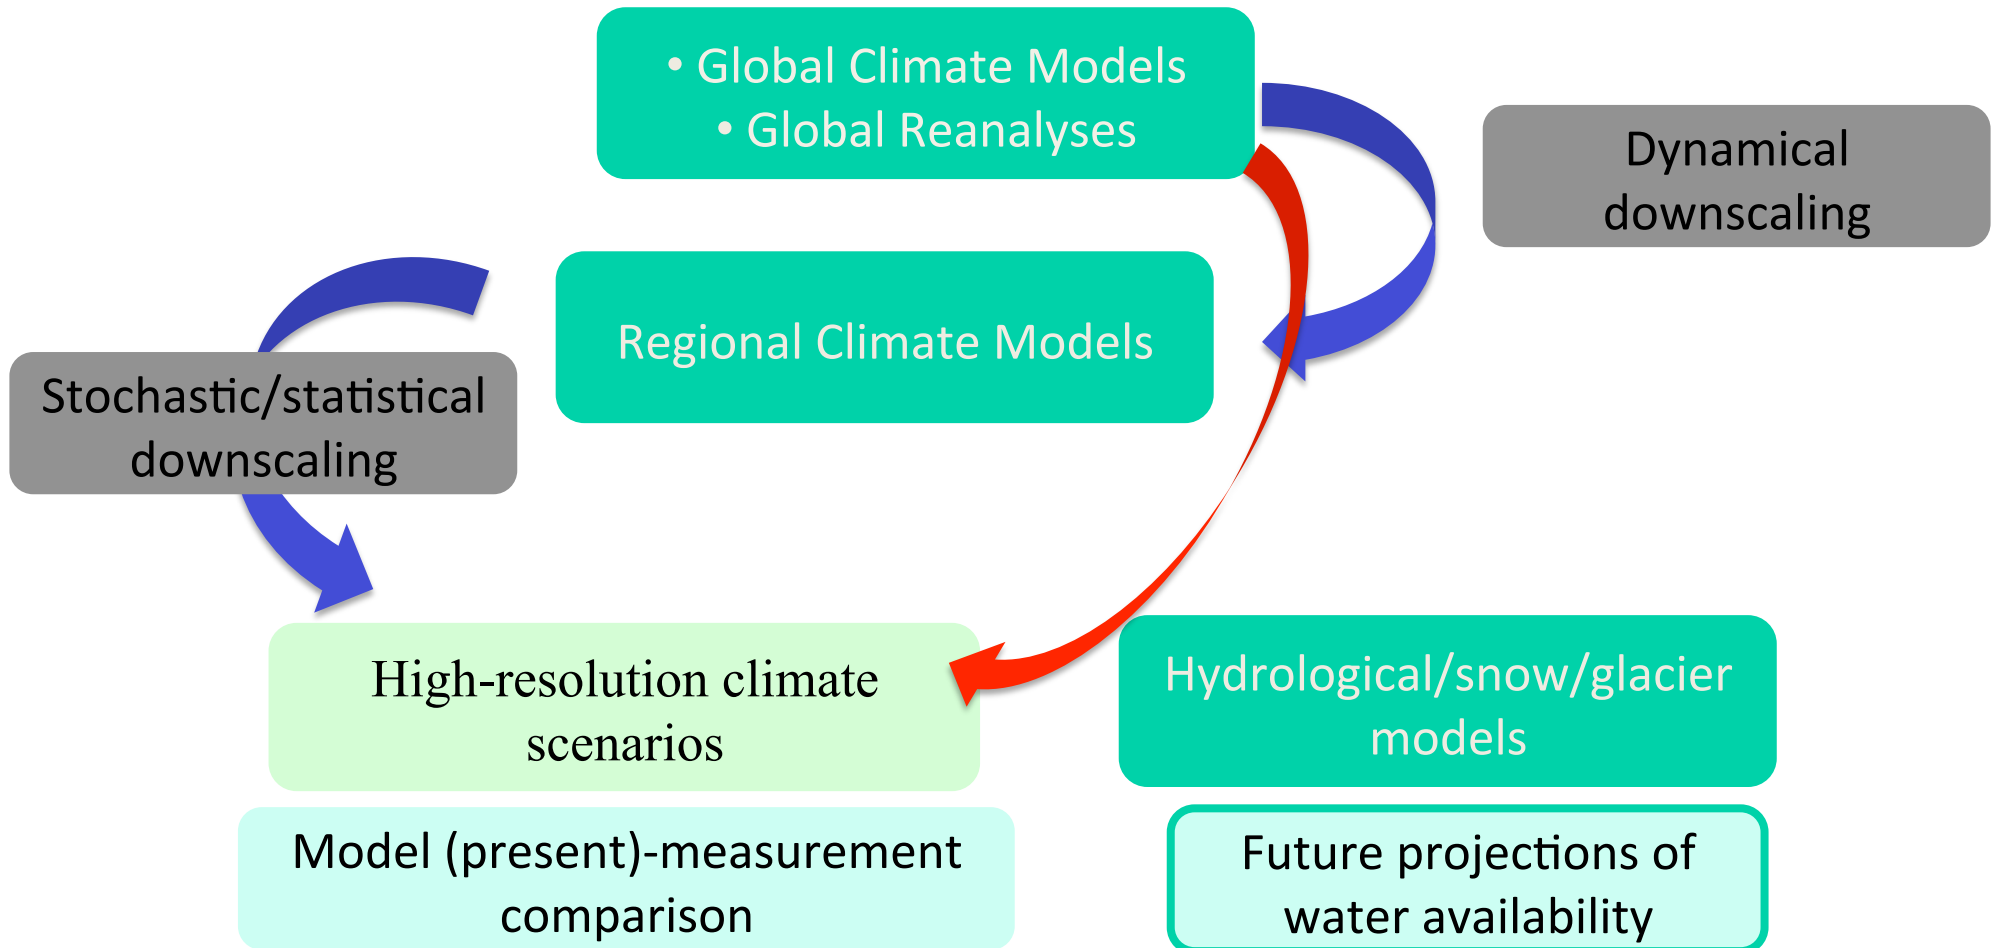 • Global Climate Models
• Global Reanalyses
Dynamical
downscaling
Regional Climate Models
Stochastic/statistical
downscaling
High-resolution climate
scenarios
Hydrological/snow/glacier
models
Model (present)-measurement
comparison
Future projections of
water availability